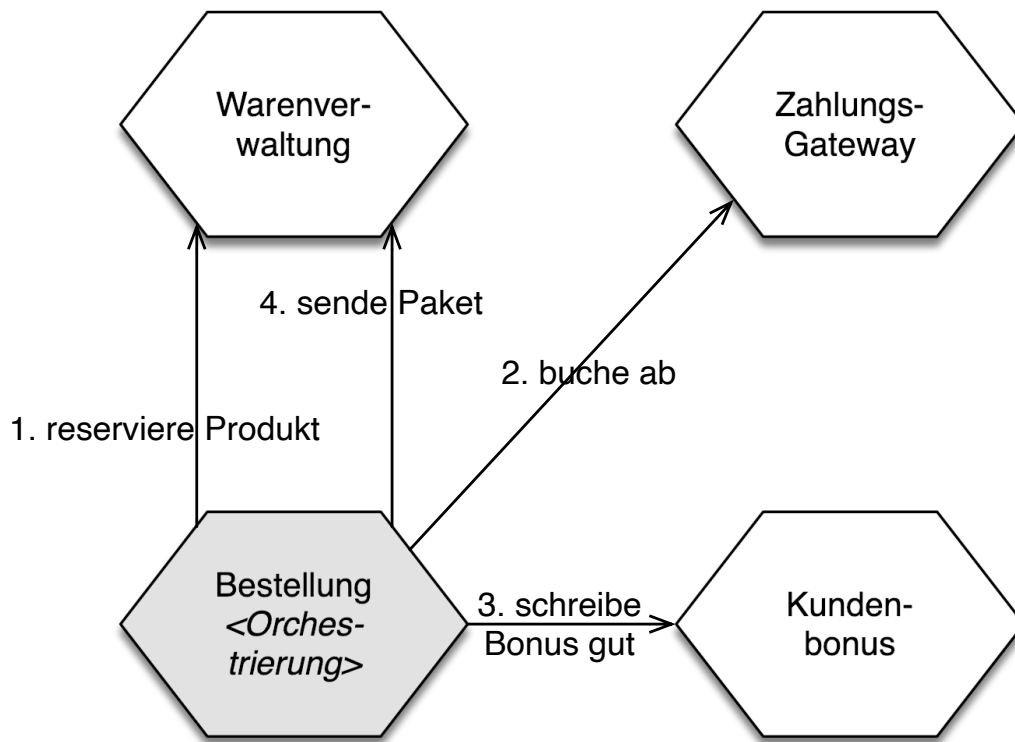 Warenver-
waltung
Zahlungs-
Gateway
4. sende Paket
2. buche ab
1. reserviere Produkt
Bestellung
<Orches-
trierung>
3. schreibe
Bonus gut
Kunden-
bonus